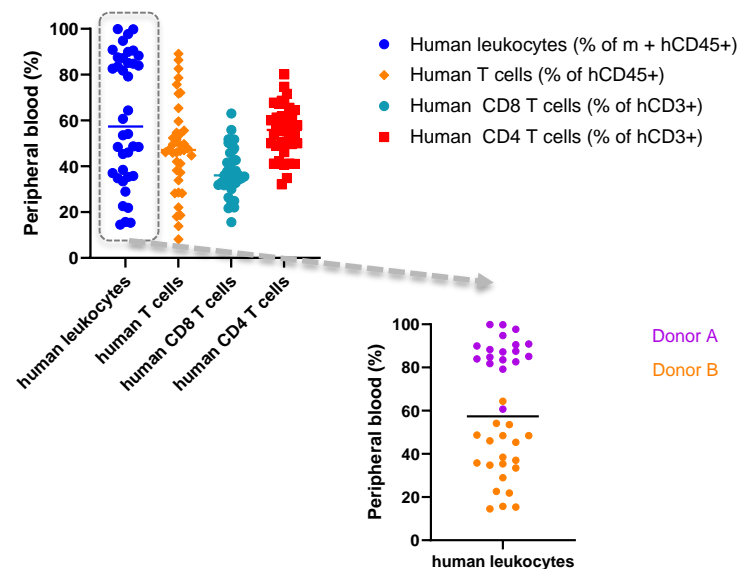 Peripheral blood (%)
100
80
60
40
20
0
human leukocytes
human T cells
human CD8 T cells
human CD4 T cells
Human leukocytes (% of m + hCD45+)
Human T cells (% of hCD45+)
Human  CD8 T cells (% of hCD3+)
Human  CD4 T cells (% of hCD3+)
Peripheral blood (%)
100
80
60
40
20
0
human leukocytes
Donor A
Donor B